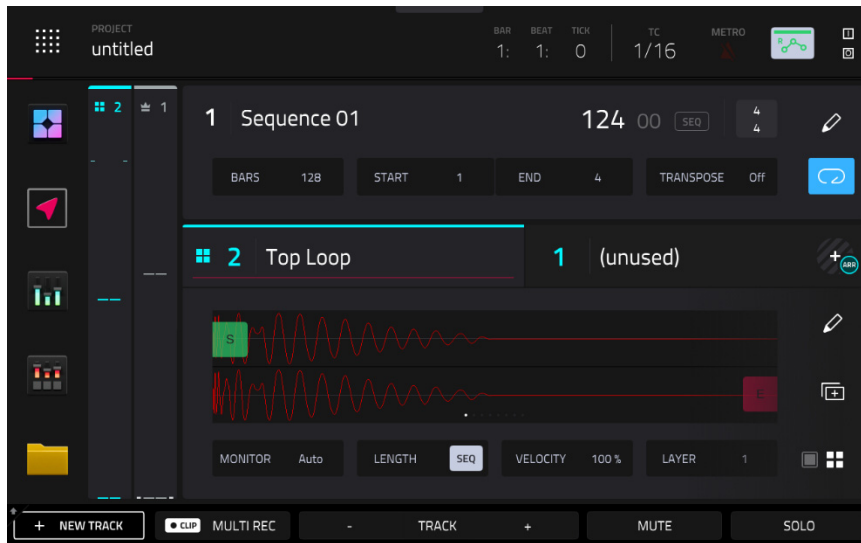 PROJECT
untitled
BAR BEAT TICK
1: 1: 0
TC
1/16
METRO
2
1
1 Sequence 01
124 00 SEQ
4
4
BARS 128 START 1 END 4 TRANSPOSE Off
2 Top Loop
1 (unused)
+ ARR
S
E
MONITOR Auto LENGTH SEQ VELOCITY 100 % LAYER 1
+ NEW TRACK CLIP MULTI REC - TRACK + MUTE SOLO